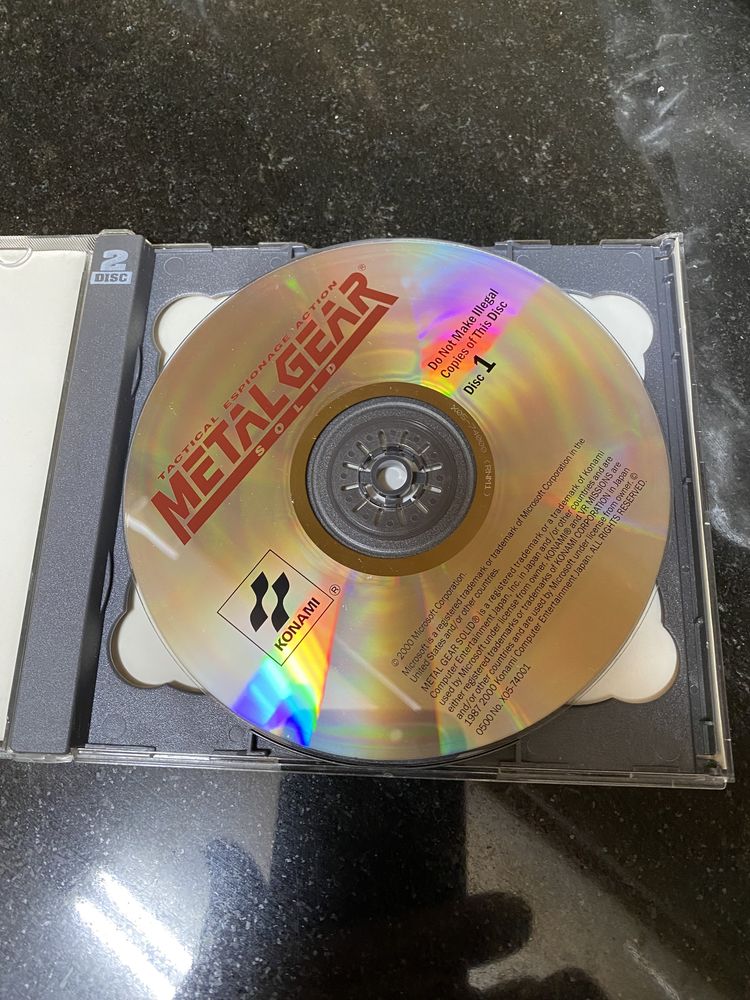 2
DISC
TACTICAL ESPIONAGE ACTION
METAL GEAR®
SOLID
Do Not Make Illegal
Copies of This Disc
Disc 1
X05-74000 (RNM1)
KONAMI®
© 2000 Microsoft Corporation.
Microsoft is a registered trademark or trademark of Microsoft Corporation in the
United States and/or other countries.
METAL GEAR SOLID® is a registered trademark or a trademark of Konami
Computer Entertainment Japan, Inc. in Japan and/or other countries and are
used by Microsoft under license from owner. KONAMI® and VR MISSIONS are
either registered trademarks or trademarks of KONAMI CORPORATION in Japan
and/or other countries and are used by Microsoft under license from owner. ©
1987 2000 Konami Computer Entertainment Japan. ALL RIGHTS RESERVED.
0500 No. X05-74001